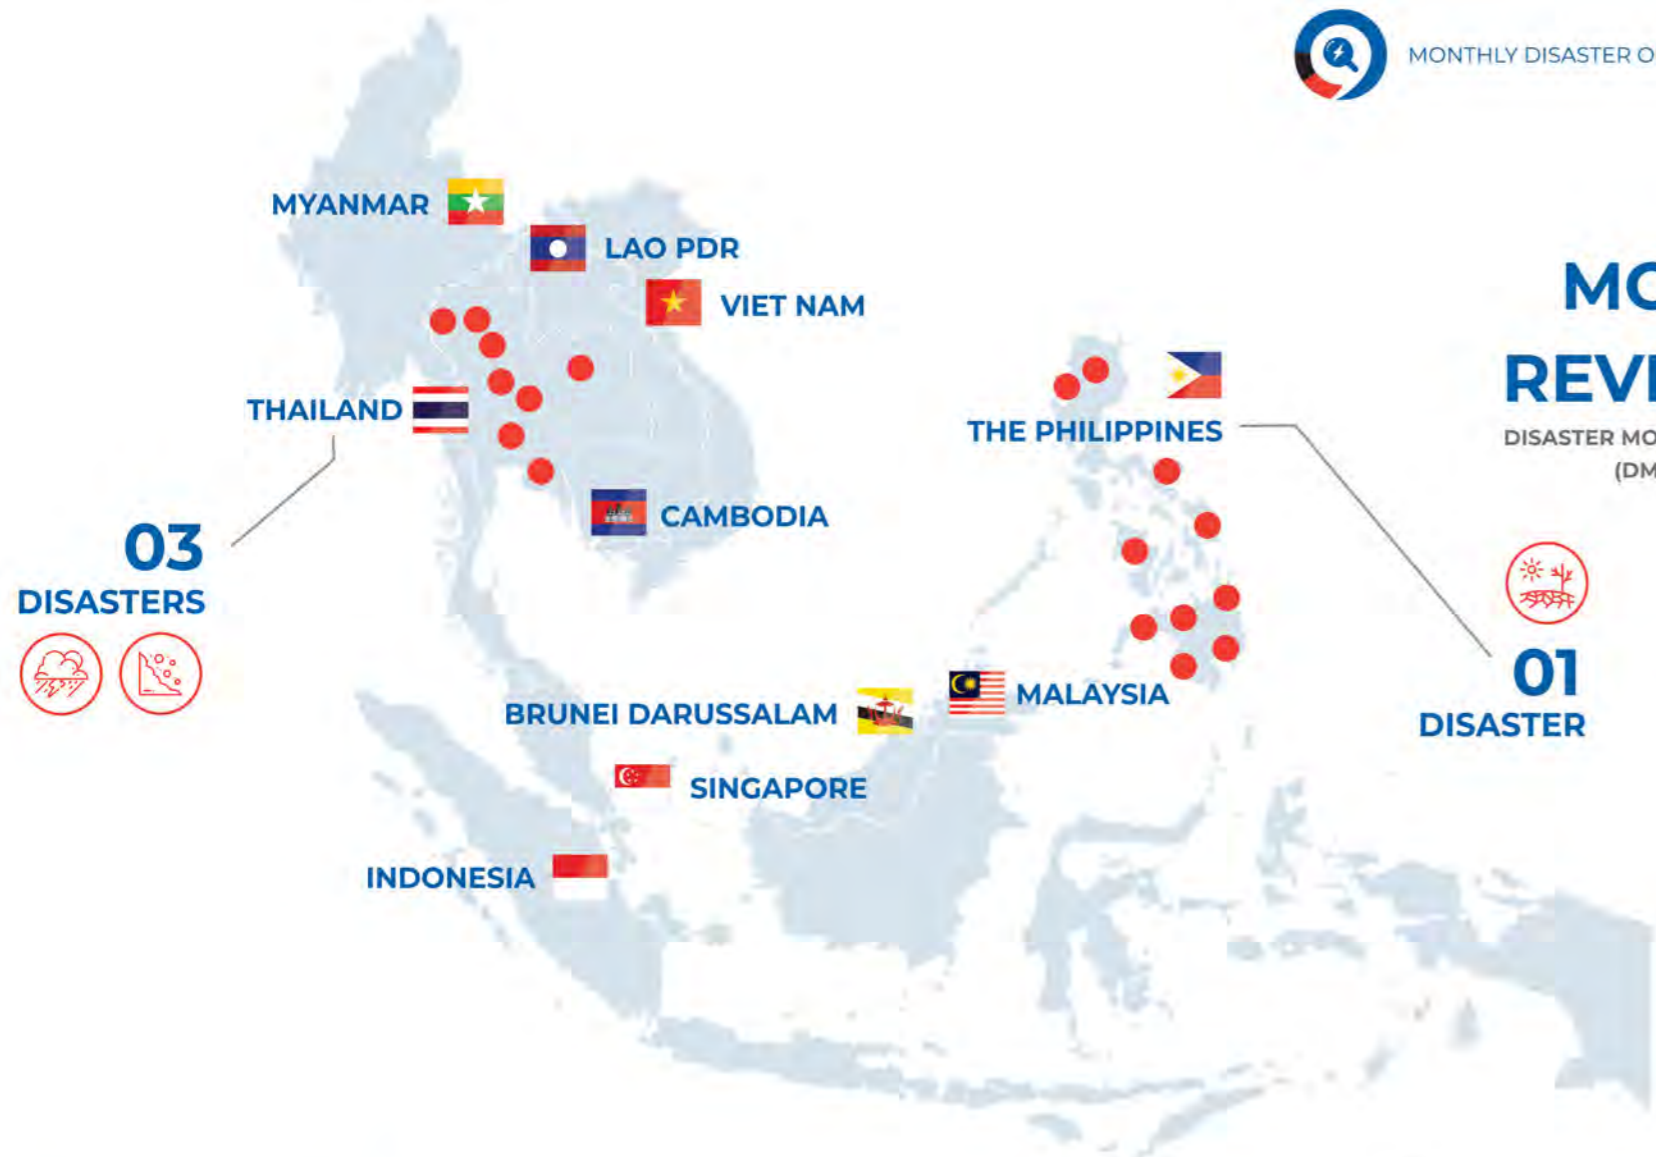 MONTHLY DISASTER O
MYANMAR
LAO PDR
VIET NAM
MO
REVI
THAILAND
THE PHILIPPINES
DISASTER MO
(DM
CAMBODIA
03
DISASTERS
01
DISASTER
MALAYSIA
BRUNEI DARUSSALAM
SINGAPORE
INDONESIA